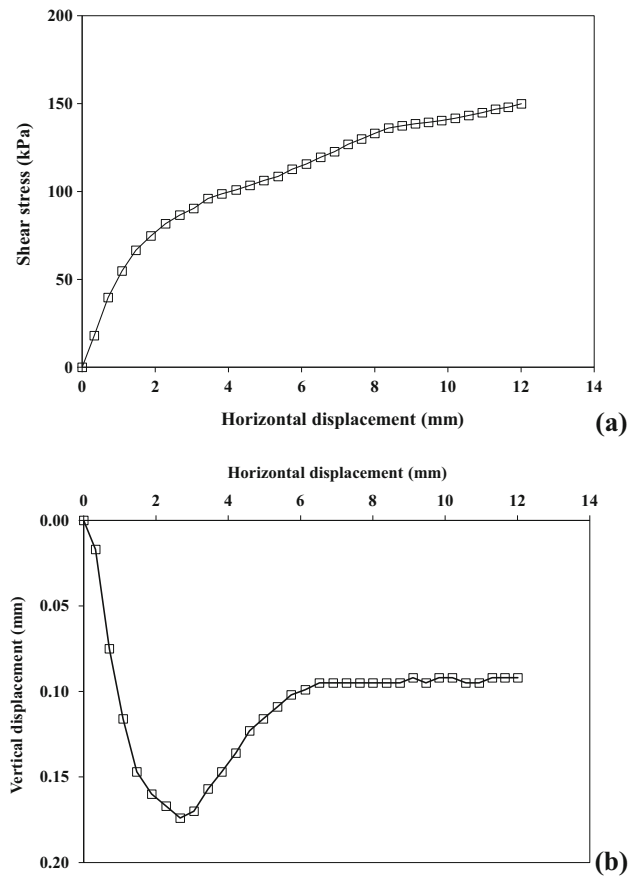 200
150
100
50
0
Shear stress (kPa)
0 2 4 6 8 10 12 14
Horizontal displacement (mm)
(a)
Horizontal displacement (mm)
0 2 4 6 8 10 12 14
0.00
0.05
0.10
0.15
0.20
Vertical displacement (mm)
(b)